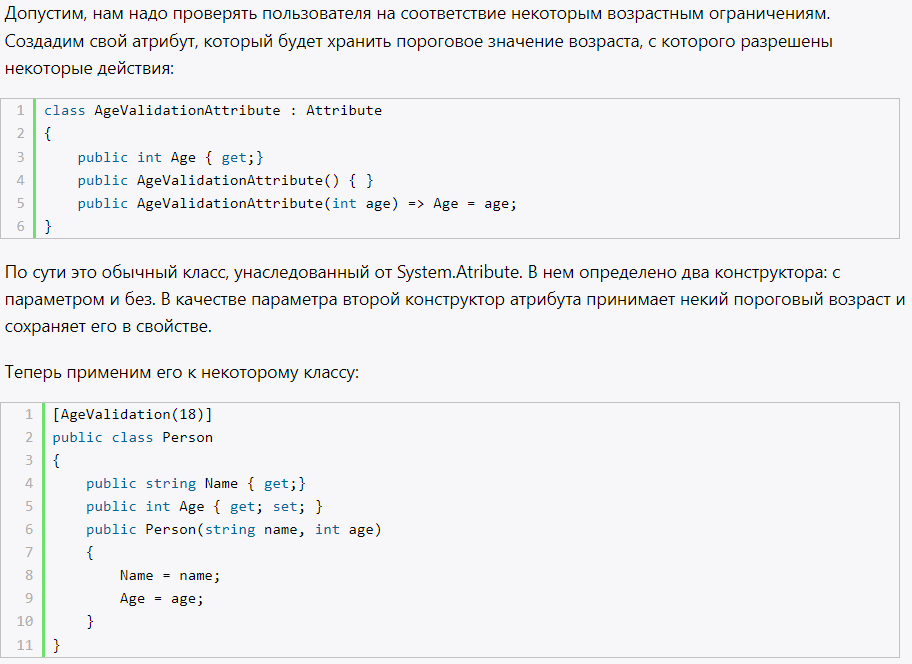 Допустим, нам надо проверять пользователя на соответствие некоторым возрастным ограничениям.
Создадим свой атрибут, который будет хранить пороговое значение возраста, с которого разрешены
некоторые действия:
1 class AgeValidationAttribute : Attribute
2 {
3     public int Age { get;}
4     public AgeValidationAttribute() { }
5     public AgeValidationAttribute(int age) => Age = age;
6 }
По сути это обычный класс, унаследованный от System.Atribute. В нем определено два конструктора: с
параметром и без. В качестве параметра второй конструктор атрибута принимает некий пороговый возраст и
сохраняет его в свойстве.
Теперь применим его к некоторому классу:
1 [AgeValidation(18)]
2 public class Person
3 {
4     public string Name { get;}
5     public int Age { get; set; }
6     public Person(string name, int age)
7     {
8         Name = name;
9         Age = age;
10     }
11 }